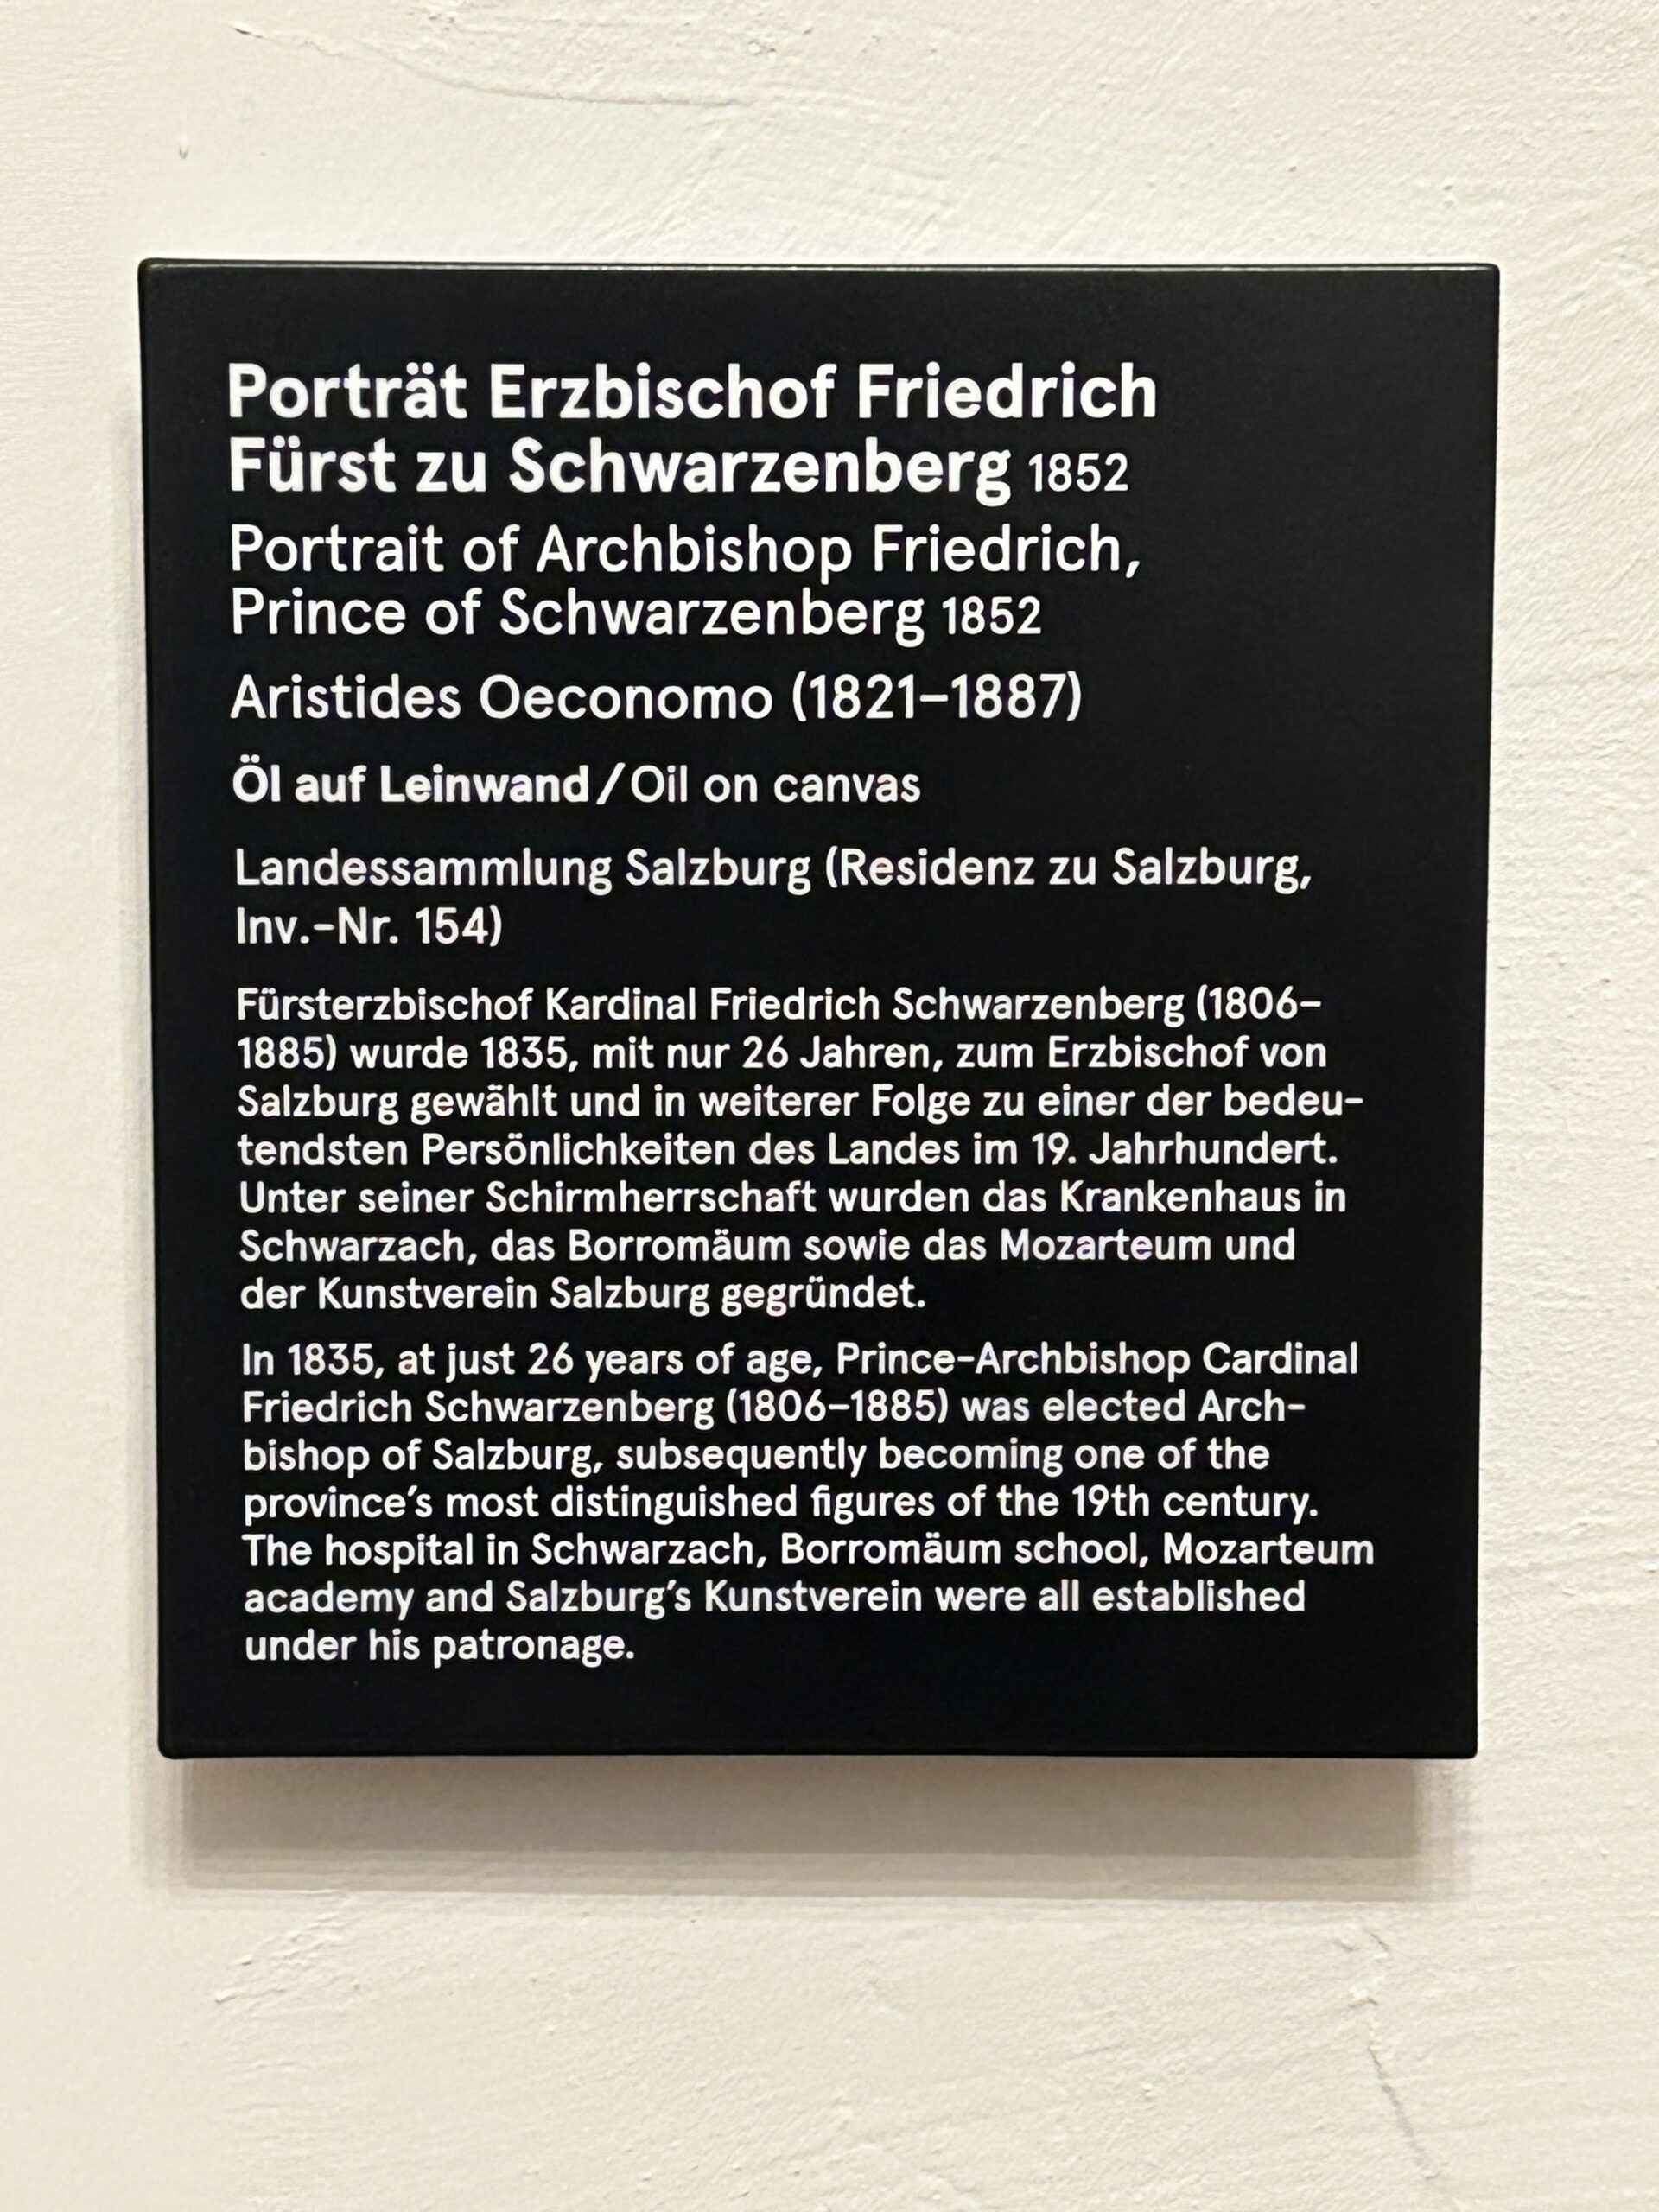 Porträt Erzbischof Friedrich
Fürst zu Schwarzenberg 1852
Portrait of Archbishop Friedrich,
Prince of Schwarzenberg 1852
Aristides Oeconomo (1821–1887)
Öl auf Leinwand/Oil on canvas
Landessammlung Salzburg (Residenz zu Salzburg,
Inv.-Nr. 154)
Fürsterzbischof Kardinal Friedrich Schwarzenberg (1806–
1885) wurde 1835, mit nur 26 Jahren, zum Erzbischof von
Salzburg gewählt und in weiterer Folge zu einer der bedeu-
tendsten Persönlichkeiten des Landes im 19. Jahrhundert.
Unter seiner Schirmherrschaft wurden das Krankenhaus in
Schwarzach, das Borromäum sowie das Mozarteum und
der Kunstverein Salzburg gegründet.
In 1835, at just 26 years of age, Prince-Archbishop Cardinal
Friedrich Schwarzenberg (1806–1885) was elected Arch-
bishop of Salzburg, subsequently becoming one of the
province’s most distinguished figures of the 19th century.
The hospital in Schwarzach, Borromäum school, Mozarteum
academy and Salzburg’s Kunstverein were all established
under his patronage.